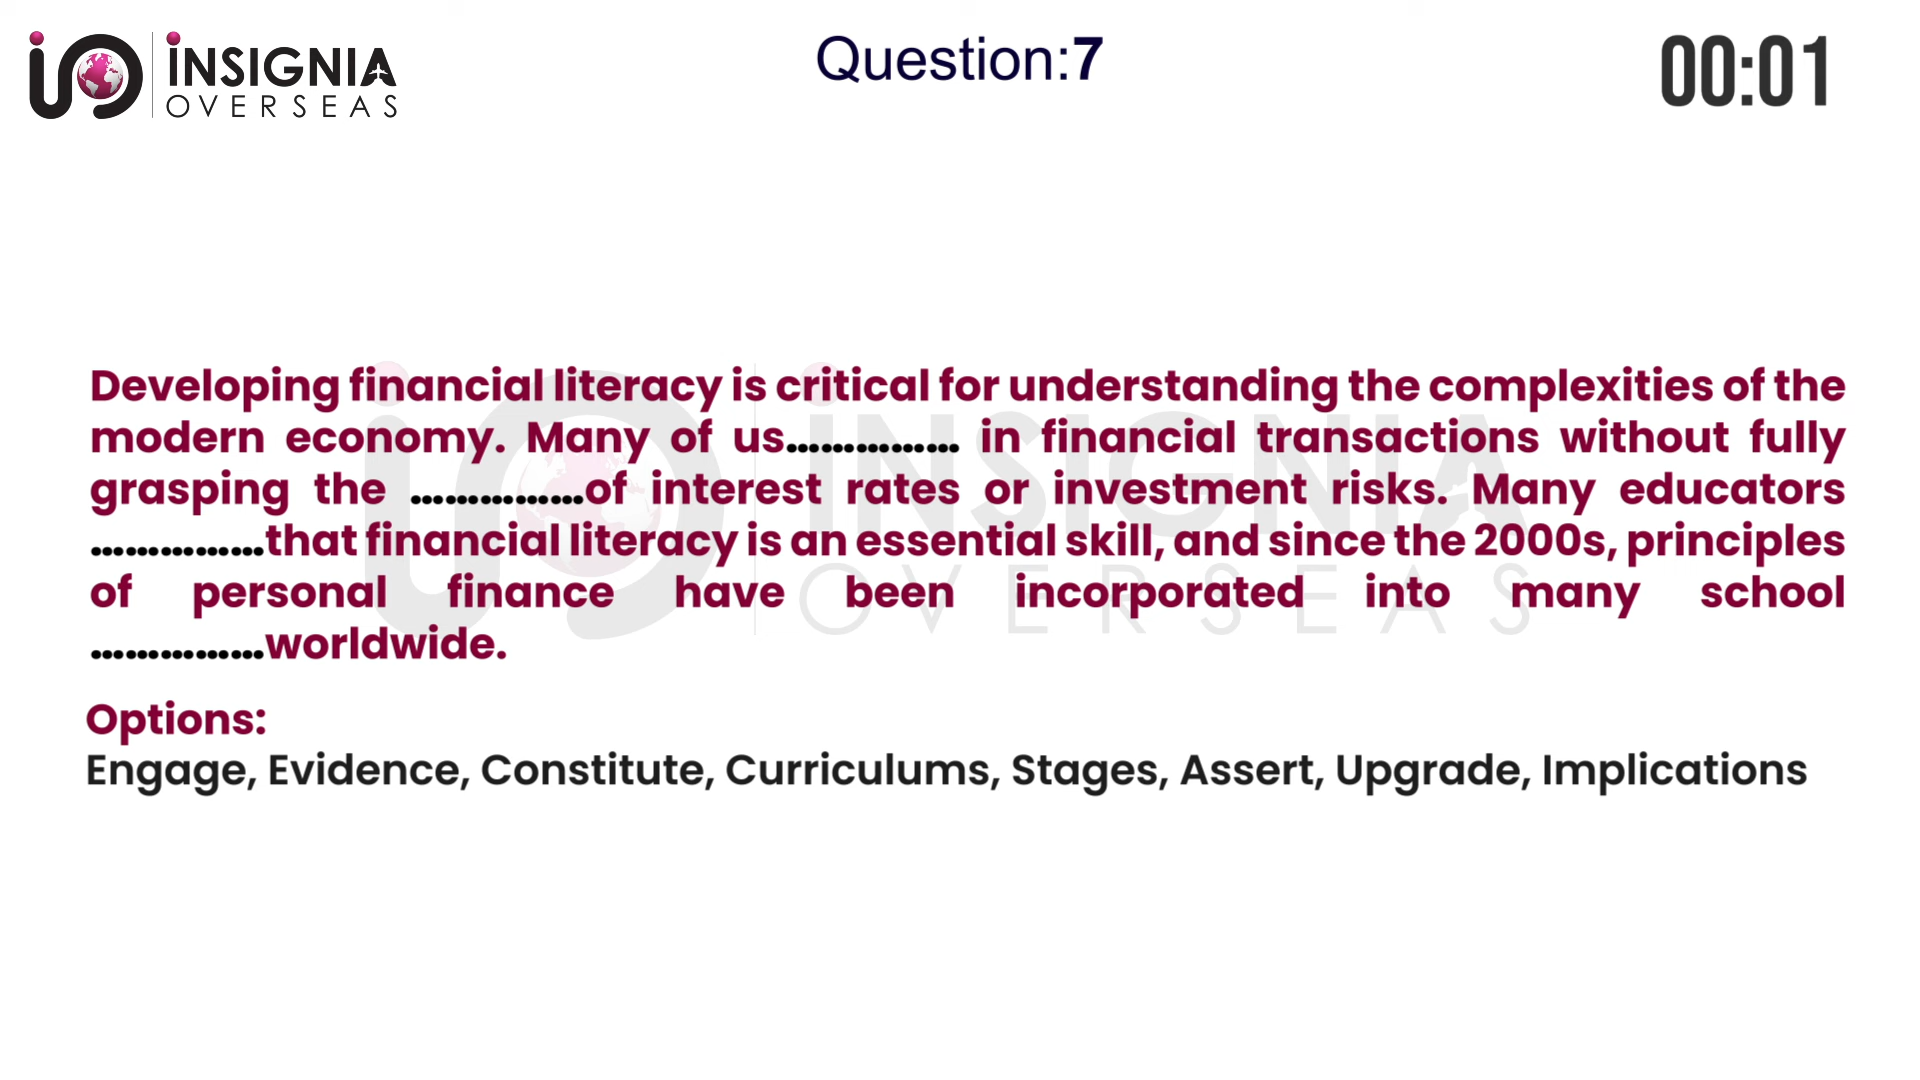 INSIGNIA
OVERSEAS
Question:7
00:01
Developing financial literacy is critical for understanding the complexities of the
modern economy. Many of us............... in financial transactions without fully
grasping the ...............of interest rates or investment risks. Many educators
...............that financial literacy is an essential skill, and since the 2000s, principles
of personal finance have been incorporated into many school
...............worldwide.
INSIGNIA
OVERSEAS
Options:
Engage, Evidence, Constitute, Curriculums, Stages, Assert, Upgrade, Implications